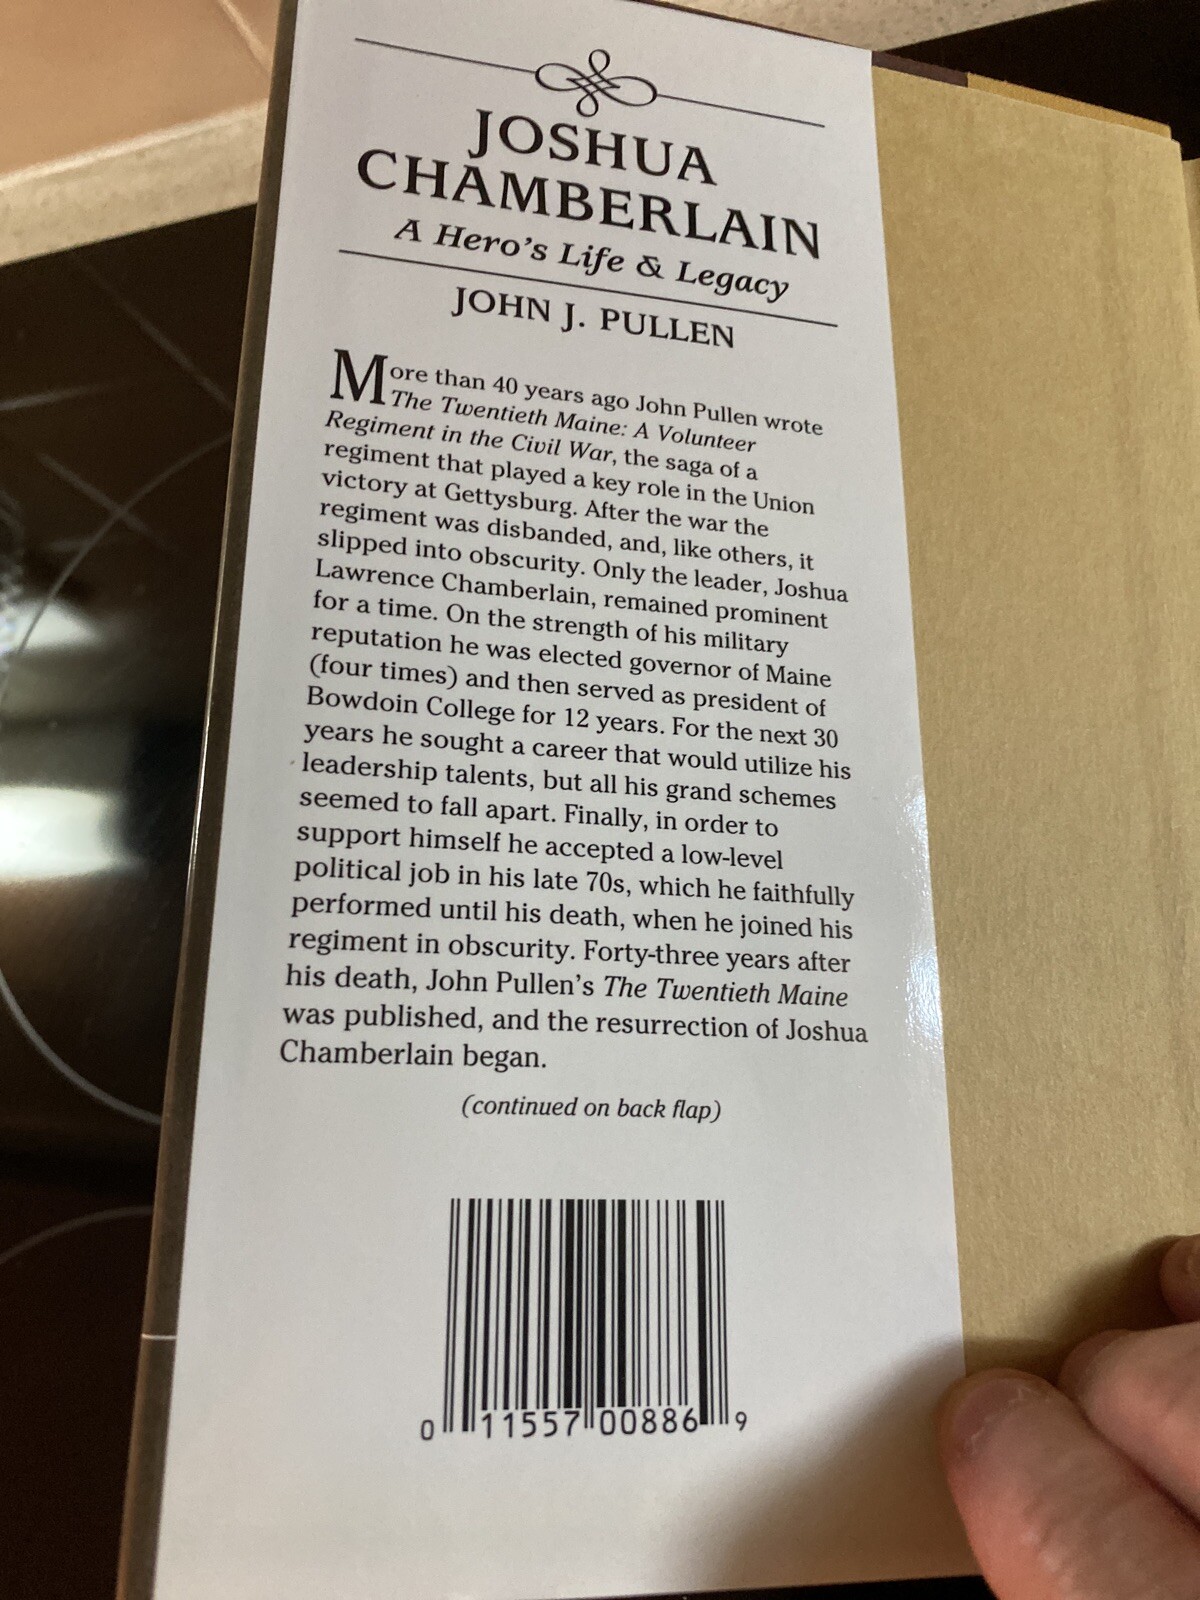 JOSHUA
CHAMBERLAIN
A Hero's Life & Legacy
JOHN J. PULLEN
More than 40 years ago John Pullen wrote
The Twentieth Maine: A Volunteer
Regiment in the Civil War, the saga of a
regiment that played a key role in the Union
victory at Gettysburg. After the war the
regiment was disbanded, and, like others, it
slipped into obscurity. Only the leader, Joshua
Lawrence Chamberlain, remained prominent
for a time. On the strength of his military
reputation he was elected governor of Maine
(four times) and then served as president of
Bowdoin College for 12 years. For the next 30
years he sought a career that would utilize his
leadership talents, but all his grand schemes
seemed to fall apart. Finally, in order to
support himself he accepted a low-level
political job in his late 70s, which he faithfully
performed until his death, when he joined his
regiment in obscurity. Forty-three years after
his death, John Pullen's The Twentieth Maine
was published, and the resurrection of Joshua
Chamberlain began.
(continued on back flap)
0 11557 00886 9